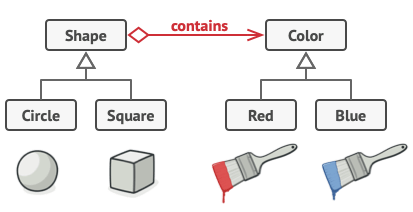 contains
Shape
Color
Circle
Square
Red
Blue